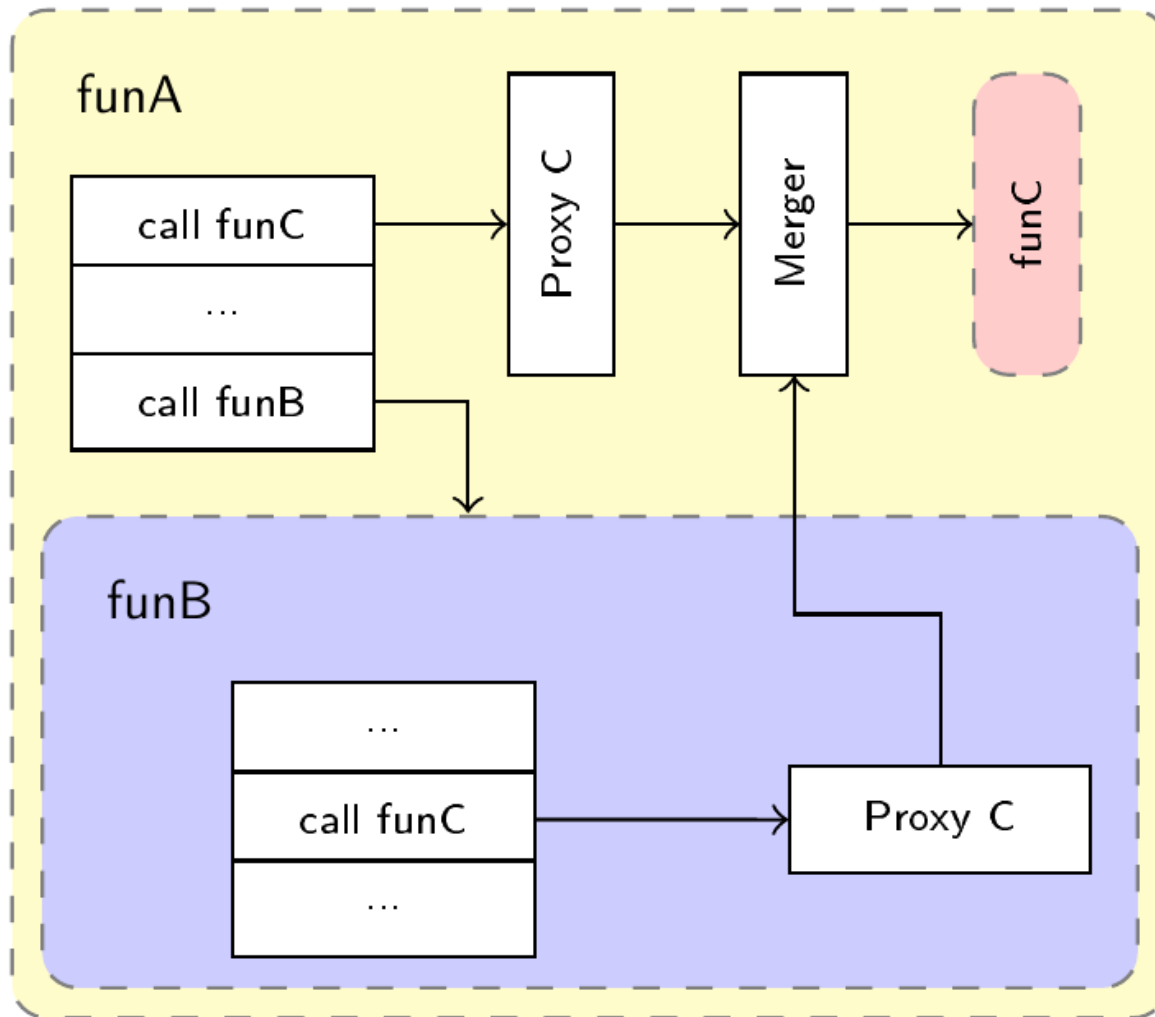 funA
call funC
...
call funB
Proxy C
Merger
funC
funB
...
call funC
...
Proxy C